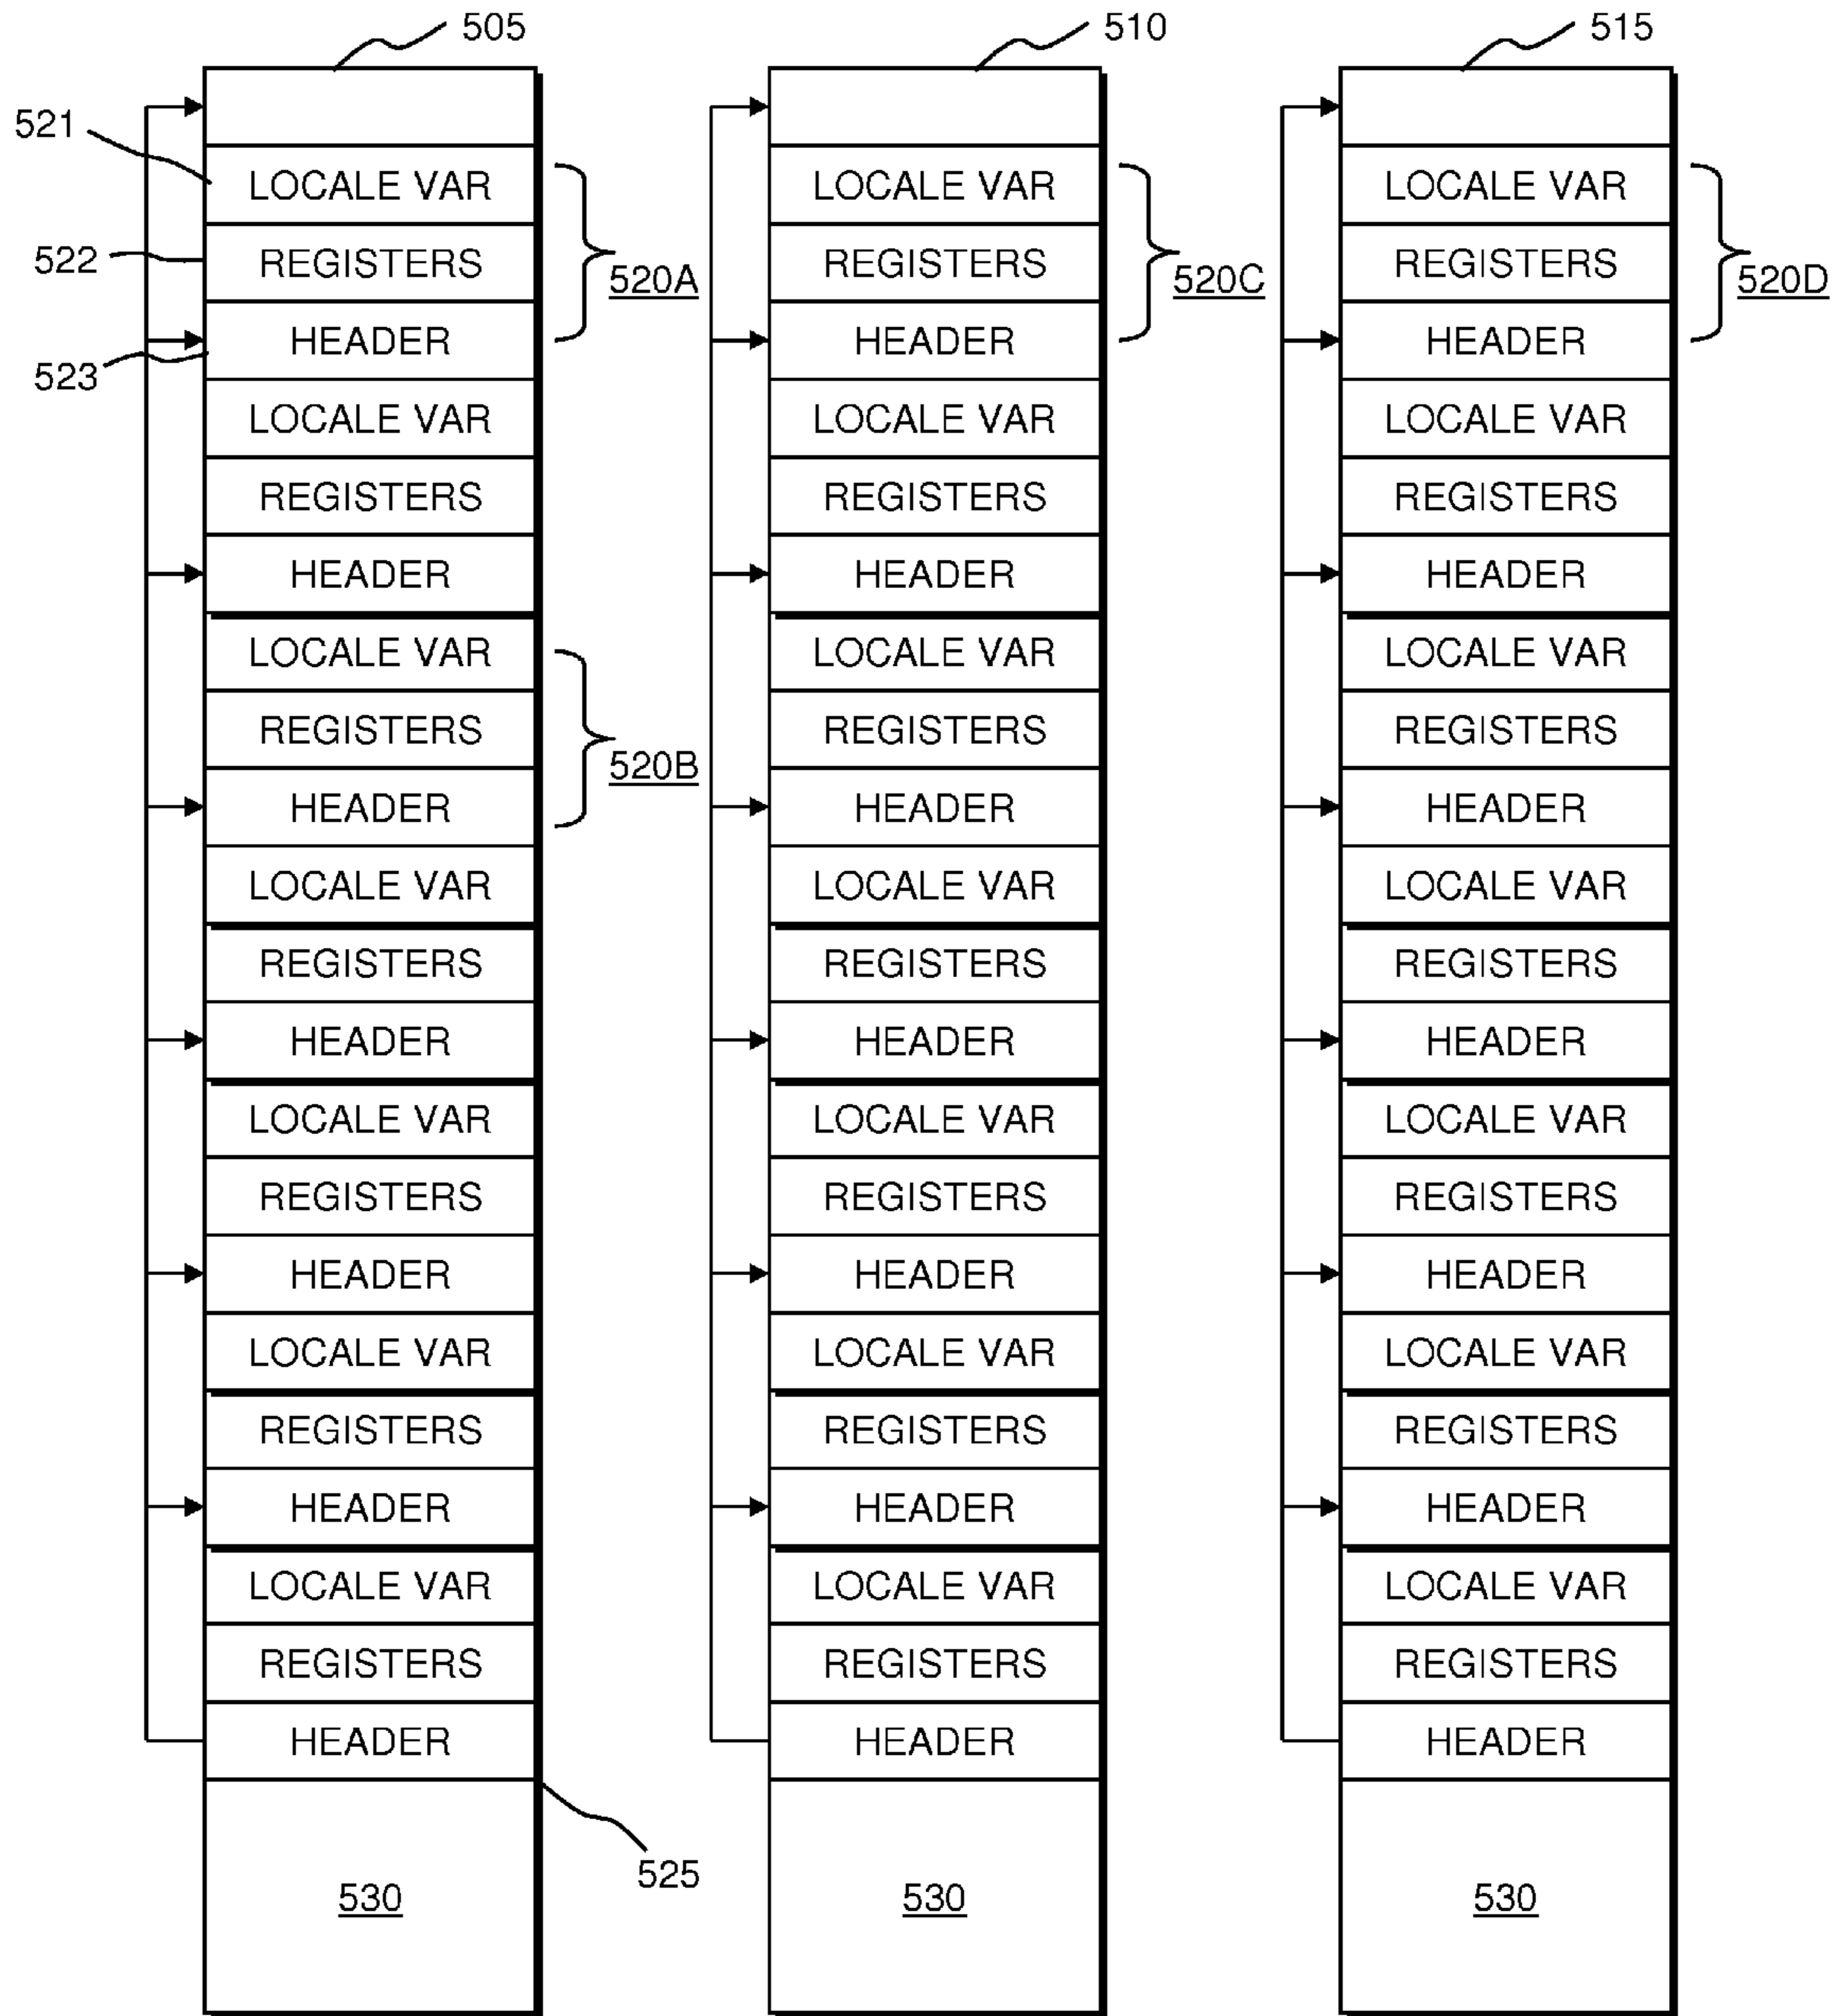 505 510 515
521
LOCALE VAR LOCALE VAR LOCALE VAR
522 REGISTERS REGISTERS REGISTERS
520A 520C 520D
HEADER HEADER HEADER
523
LOCALE VAR LOCALE VAR LOCALE VAR
REGISTERS REGISTERS REGISTERS
HEADER HEADER HEADER
LOCALE VAR LOCALE VAR LOCALE VAR
REGISTERS REGISTERS REGISTERS
520B
HEADER HEADER HEADER
LOCALE VAR LOCALE VAR LOCALE VAR
REGISTERS REGISTERS REGISTERS
HEADER HEADER HEADER
LOCALE VAR LOCALE VAR LOCALE VAR
REGISTERS REGISTERS REGISTERS
HEADER HEADER HEADER
LOCALE VAR LOCALE VAR LOCALE VAR
REGISTERS REGISTERS REGISTERS
HEADER HEADER HEADER
LOCALE VAR LOCALE VAR LOCALE VAR
REGISTERS REGISTERS REGISTERS
HEADER HEADER HEADER
525
530 530 530